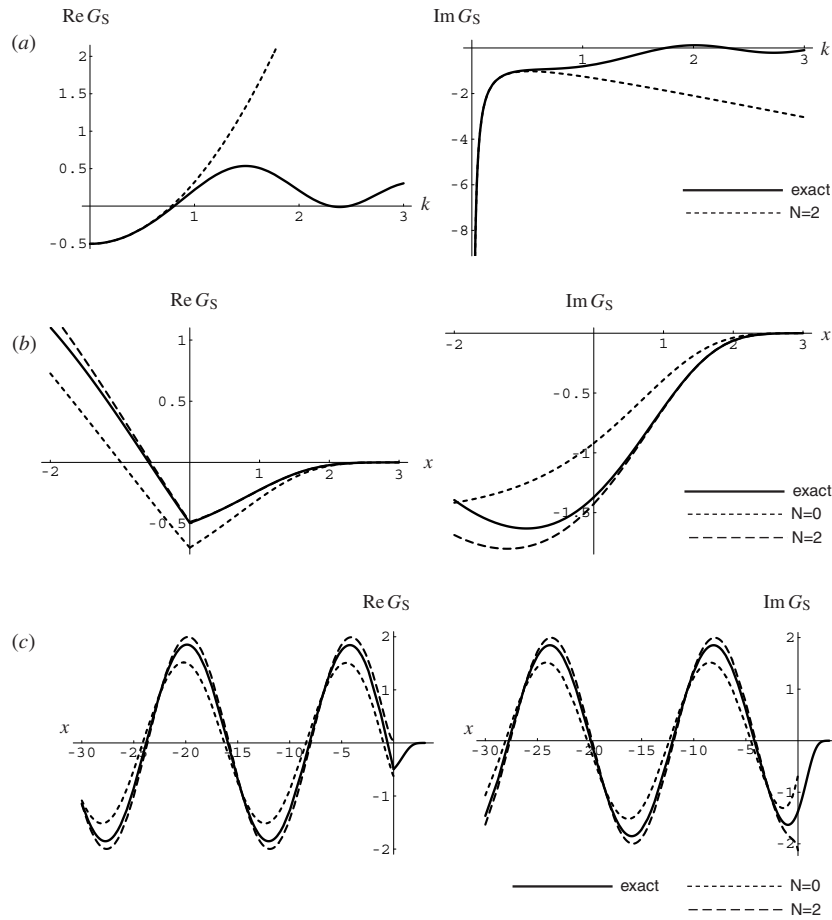 Re G_S Im G_S
(a)
2
1.5
1
0.5
-0.5
1 2 3 k
1 2 3 k
-2
-4
-6
-8
exact
N=2
Re G_S Im G_S
(b)
1
0.5
-0.5
-2 1 2 3 x
-2 1 2 3 x
-0.5
-1
-1.5
exact
N=0
N=2
Re G_S Im G_S
(c)
2
1
-1
-2
x
-30 -25 -20 -15 -10 -5
2
1
-1
-2
x
-30 -25 -20 -15 -10 -5
exact N=0
N=2